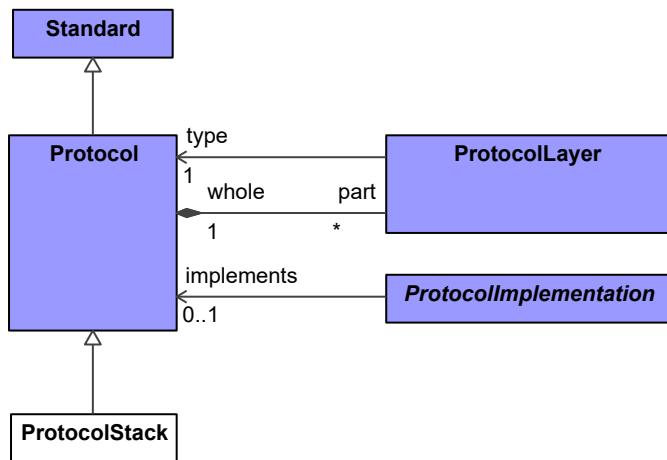 Standard
Protocol
type
1
ProtocolLayer
whole
part
1
*
implements
0..1
ProtocolImplementation
ProtocolStack